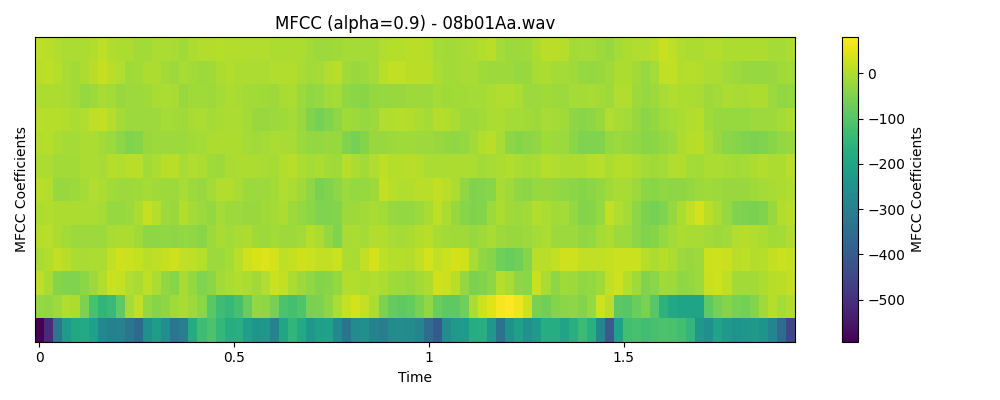 MFCC (alpha=0.9) - 08b01Aa.wav
MFCC Coefficients
0
0.5
1
1.5
Time
0
−100
−200
−300
−400
−500
MFCC Coefficients